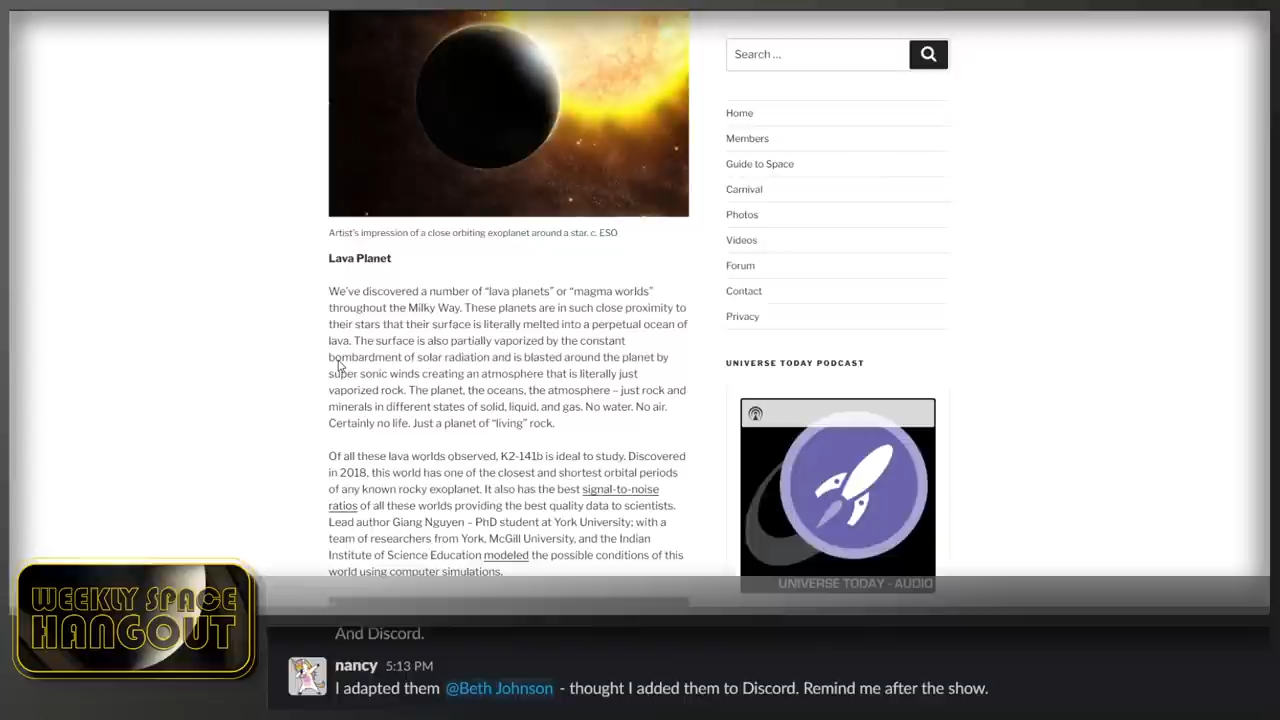 Search ...
Home
Members
Guide to Space
Carnival
Photos
Videos
Forum
Contact
Privacy
UNIVERSE TODAY PODCAST
UNIVERSE TODAY - AUDIO
Artist's impression of a close orbiting exoplanet around a star. c. ESO
Lava Planet
We've discovered a number of “lava planets” or “magma worlds”
throughout the Milky Way. These planets are in such close proximity to
their stars that their surface is literally melted into a perpetual ocean of
lava. The surface is also partially vaporized by the constant
bombardment of solar radiation and is blasted around the planet by
super sonic winds creating an atmosphere that is literally just
vaporized rock. The planet, the oceans, the atmosphere – just rock and
minerals in different states of solid, liquid, and gas. No water. No air.
Certainly no life. Just a planet of “living” rock.
Of all these lava worlds observed, K2-141b is ideal to study. Discovered
in 2018, this world has one of the closest and shortest orbital periods
of any known rocky exoplanet. It also has the best signal-to-noise
ratios of all these worlds providing the best quality data to scientists.
Lead author Giang Nguyen – PhD student at York University; with a
team of researchers from York, McGill University, and the Indian
Institute of Science Education modeled the possible conditions of this
world using computer simulations.
WEEKLY SPACE
HANGOUT
And Discord.
nancy 5:13 PM
I adapted them @Beth Johnson - thought I added them to Discord. Remind me after the show.